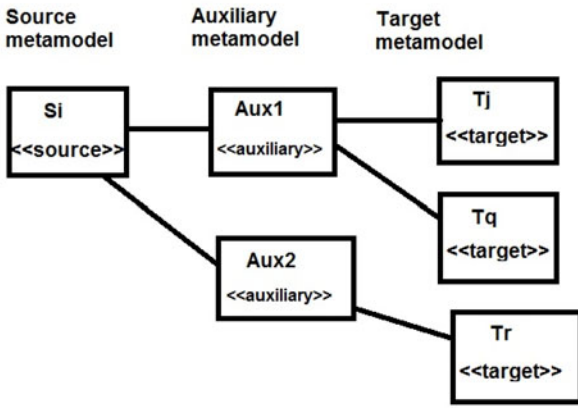 Source
metamodel
Auxiliary
metamodel
Target
metamodel
Si
<<source>>
Aux1
<<auxiliary>>
Tj
<<target>>
Tq
<<target>>
Aux2
<<auxiliary>>
Tr
<<target>>